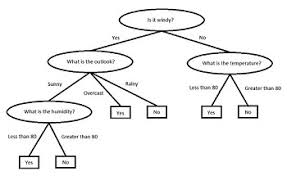 Is it windy?
Yes
No
What is the outlook?
What is the temperature?
Sunny
Overcast
Rainy
Less than 80
Greater than 80
What is the humidity?
Yes
No
Yes
No
Less than 80
Greater than 80
Yes
No